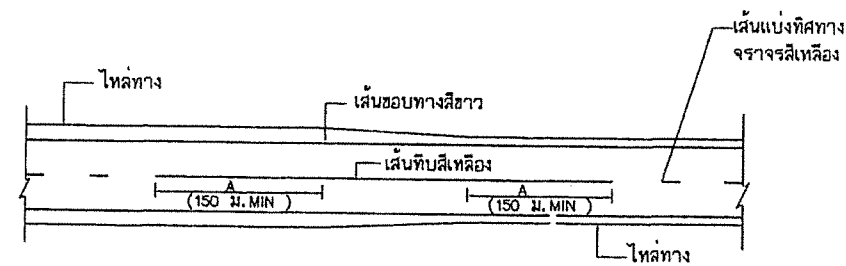 เส้นแบ่งทิศทาง
จราจรสีเหลือง
ไหล่ทาง
เส้นขอบทางสีขาว
เส้นทึบสีเหลือง
A
(150 ม. MIN )
A
(150 ม. MIN )
ไหล่ทาง